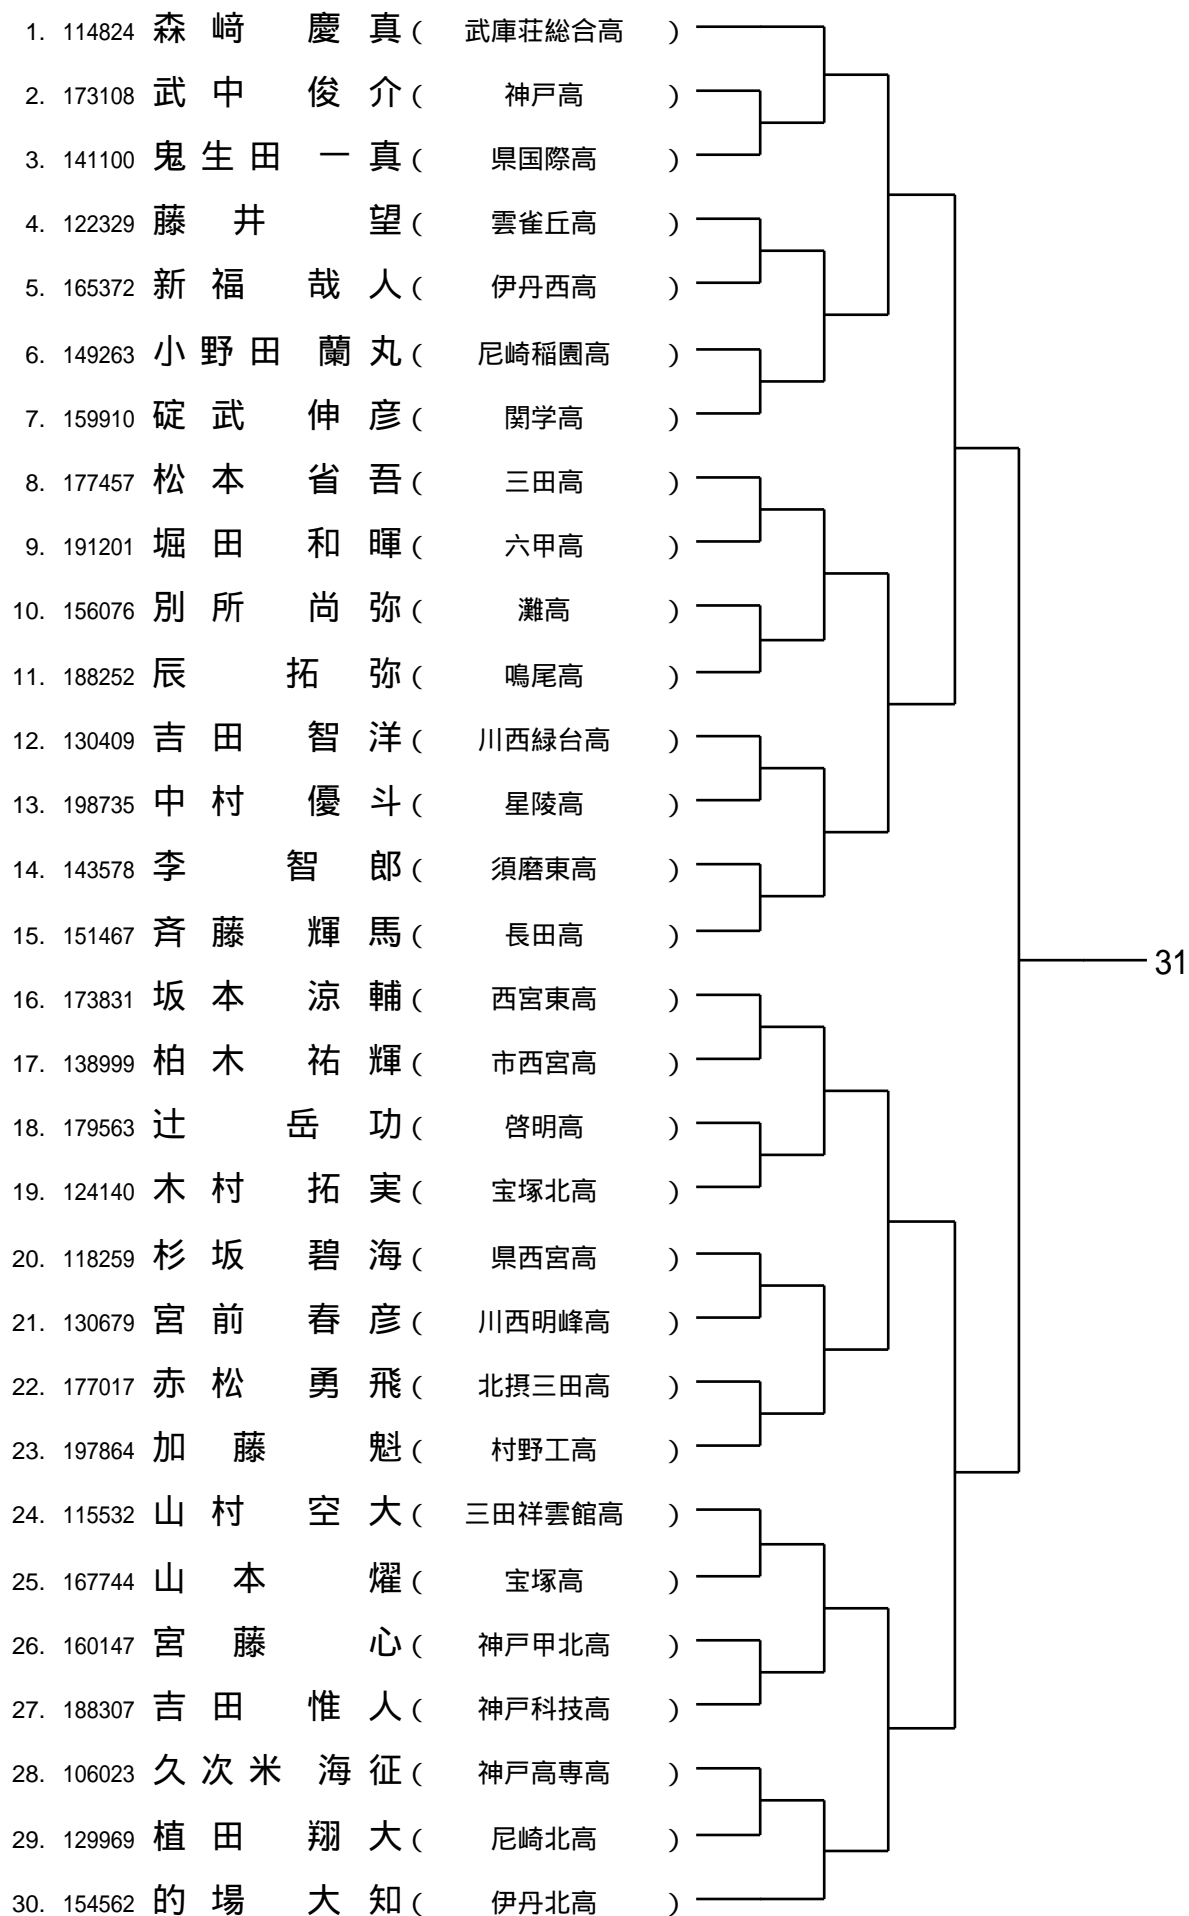 1. 114824 森﨑 慶真 ( 武庫荘総合高 )
2. 173108 武中 俊介 ( 神戸高 )
3. 141100 鬼生田 一真 ( 県国際高 )
4. 122329 藤井 望 ( 雲雀丘高 )
5. 165372 新福 哉人 ( 伊丹西高 )
6. 149263 小野田 蘭丸 ( 尼崎稲園高 )
7. 159910 碇武 伸彦 ( 関学高 )
8. 177457 松本 省吾 ( 三田高 )
9. 191201 堀田 和暉 ( 六甲高 )
10. 156076 別所 尚弥 ( 灘高 )
11. 188252 辰 拓弥 ( 鳴尾高 )
12. 130409 吉田 智洋 ( 川西緑台高 )
13. 198735 中村 優斗 ( 星陵高 )
14. 143578 李 智郎 ( 須磨東高 )
15. 151467 斉藤 輝馬 ( 長田高 )
31
16. 173831 坂本 涼輔 ( 西宮東高 )
17. 138999 柏木 祐輝 ( 市西宮高 )
18. 179563 辻 岳功 ( 啓明高 )
19. 124140 木村 拓実 ( 宝塚北高 )
20. 118259 杉坂 碧海 ( 県西宮高 )
21. 130679 宮前 春彦 ( 川西明峰高 )
22. 177017 赤松 勇飛 ( 北摂三田高 )
23. 197864 加藤 魁 ( 村野工高 )
24. 115532 山村 空大 ( 三田祥雲館高 )
25. 167744 山本 燿 ( 宝塚高 )
26. 160147 宮藤 心 ( 神戸甲北高 )
27. 188307 吉田 惟人 ( 神戸科技高 )
28. 106023 久次米 海征 ( 神戸高専高 )
29. 129969 植田 翔大 ( 尼崎北高 )
30. 154562 的場 大知 ( 伊丹北高 )